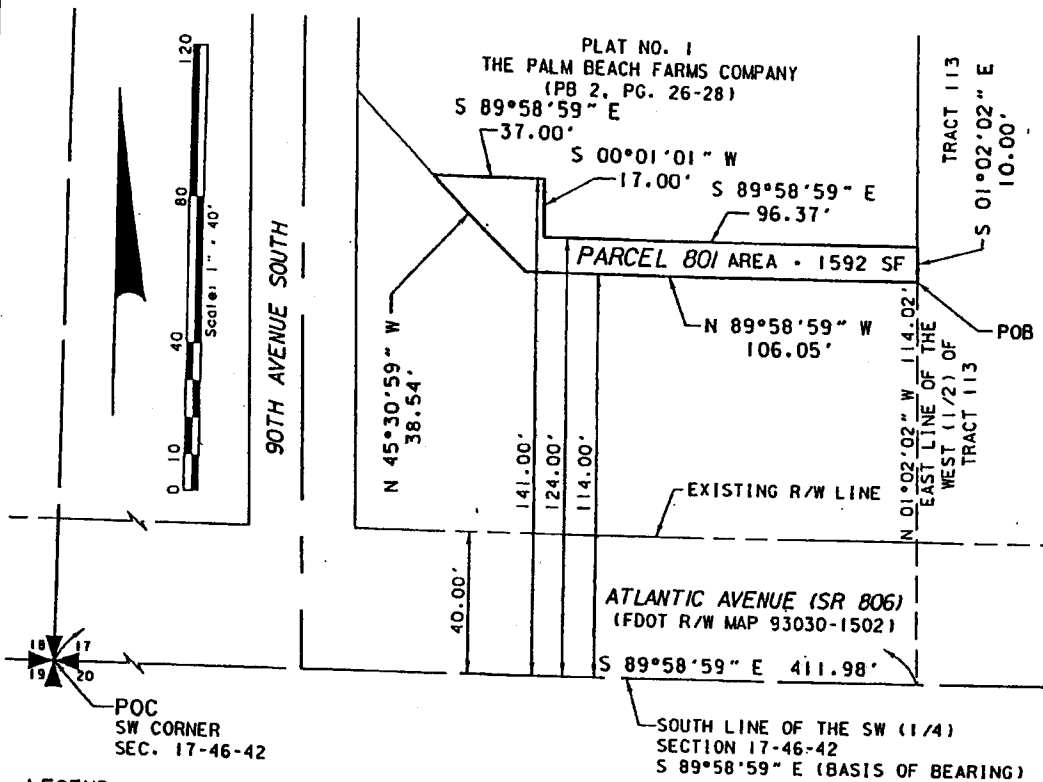 PLAT NO. 1
THE PALM BEACH FARMS COMPANY
(PB 2, PG. 26-28)
S 89°58'59" E
37.00'
S 00°01'01" W
17.00'
S 89°58'59" E
96.37'
TRACT 113
S 01°02'02" E
10.00'
120
80
40
10
0
Scale: 1" = 40'
90TH AVENUE SOUTH
PARCEL 801 AREA = 1592 SF
POB
N 89°58'59" W
106.05'
N 45°30'59" W
38.54'
141.00'
124.00'
114.00'
N 01°02'02" W 114.02'
EAST LINE OF THE
WEST (1/2) OF
TRACT 113
EXISTING R/W LINE
40.00'
ATLANTIC AVENUE (SR 806)
(FDOT R/W MAP 93030-1502)
S 89°58'59" E 411.98'
18 17
19 20
POC
SW CORNER
SEC. 17-46-42
SOUTH LINE OF THE SW (1/4)
SECTION 17-46-42
S 89°58'59" E (BASIS OF BEARING)